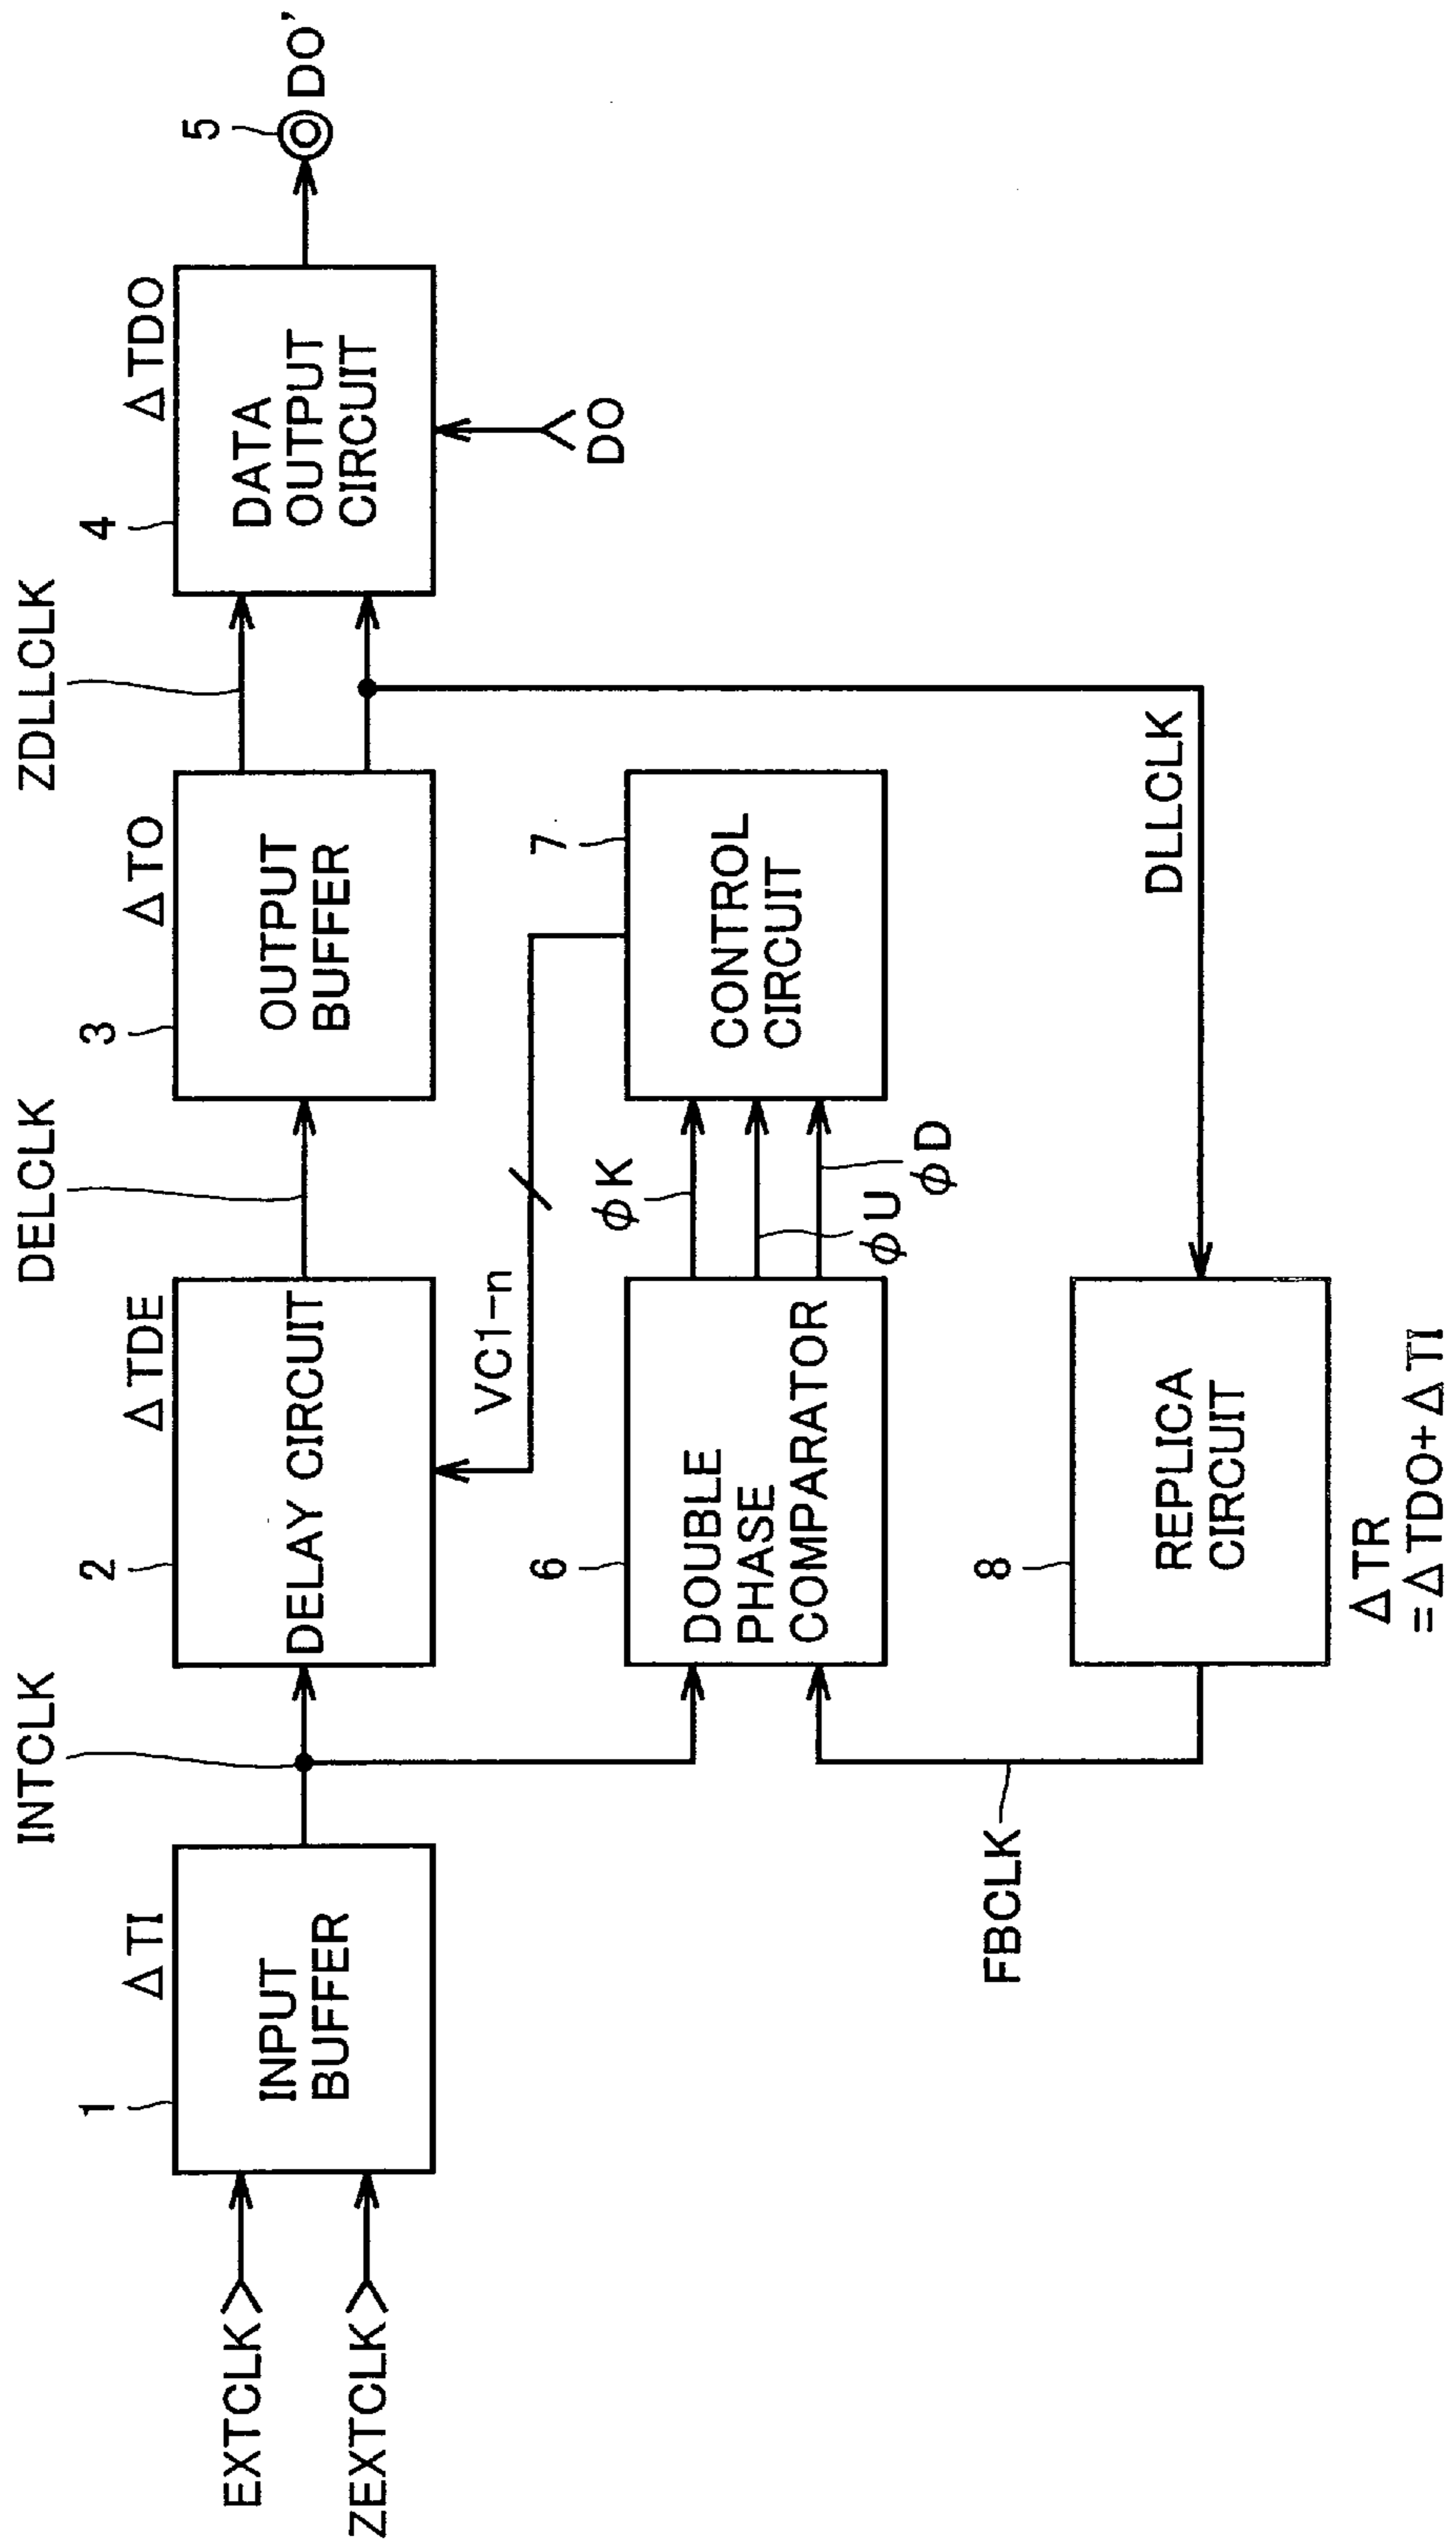 EXTCLK
ZEXTCLK
1
ΔTI
INPUT
BUFFER
INTCLK
2
ΔTDE
DELAY CIRCUIT
DELCLK
3
ΔTO
OUTPUT
BUFFER
ZDLLCLK
4
ΔTDO
DATA
OUTPUT
CIRCUIT
5
DO'
DO
VC1-n
6
DOUBLE
PHASE
COMPARATOR
φK
φU
φD
7
CONTROL
CIRCUIT
DLLCLK
FBCLK
8
REPLICA
CIRCUIT
ΔTR
=ΔTDO+ΔTI